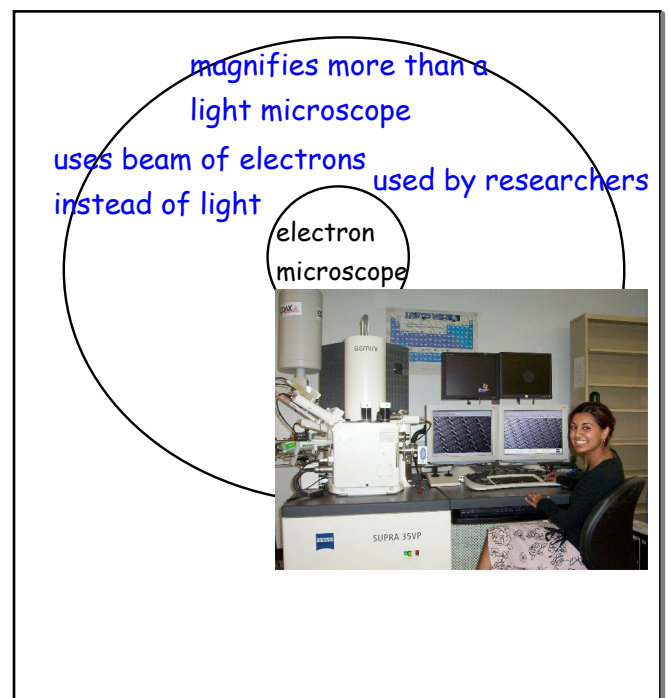 magnifies more than a
light microscope
uses beam of electrons
instead of light
used by researchers
electron
microscope
GEMINI
ZEISS
SUPRA 35VP